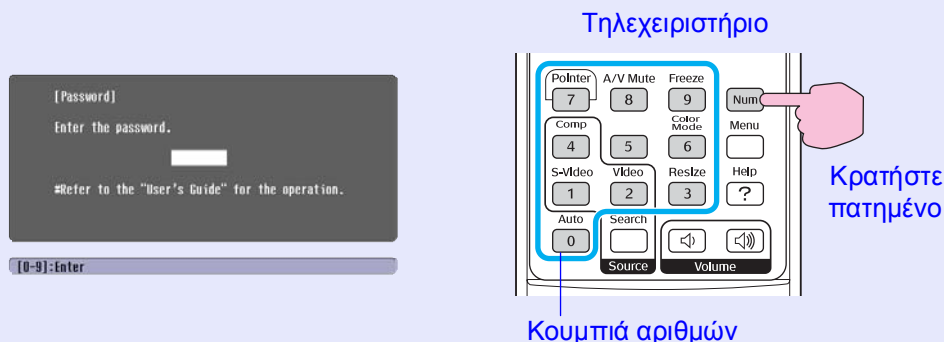 Τηλεχειριστήριο
[Password]
Enter the password.
#Refer to the "User's Guide" for the operation.
[0-9]:Enter
Pointer A/V Mute Freeze
7 8 9 Num
Comp Color Mode Menu
4 5 6
S-Video Video Resize Help
1 2 3 ?
Auto Search
0
Source Volume
Κρατήστε
πατημένο
Κουμπιά αριθμών